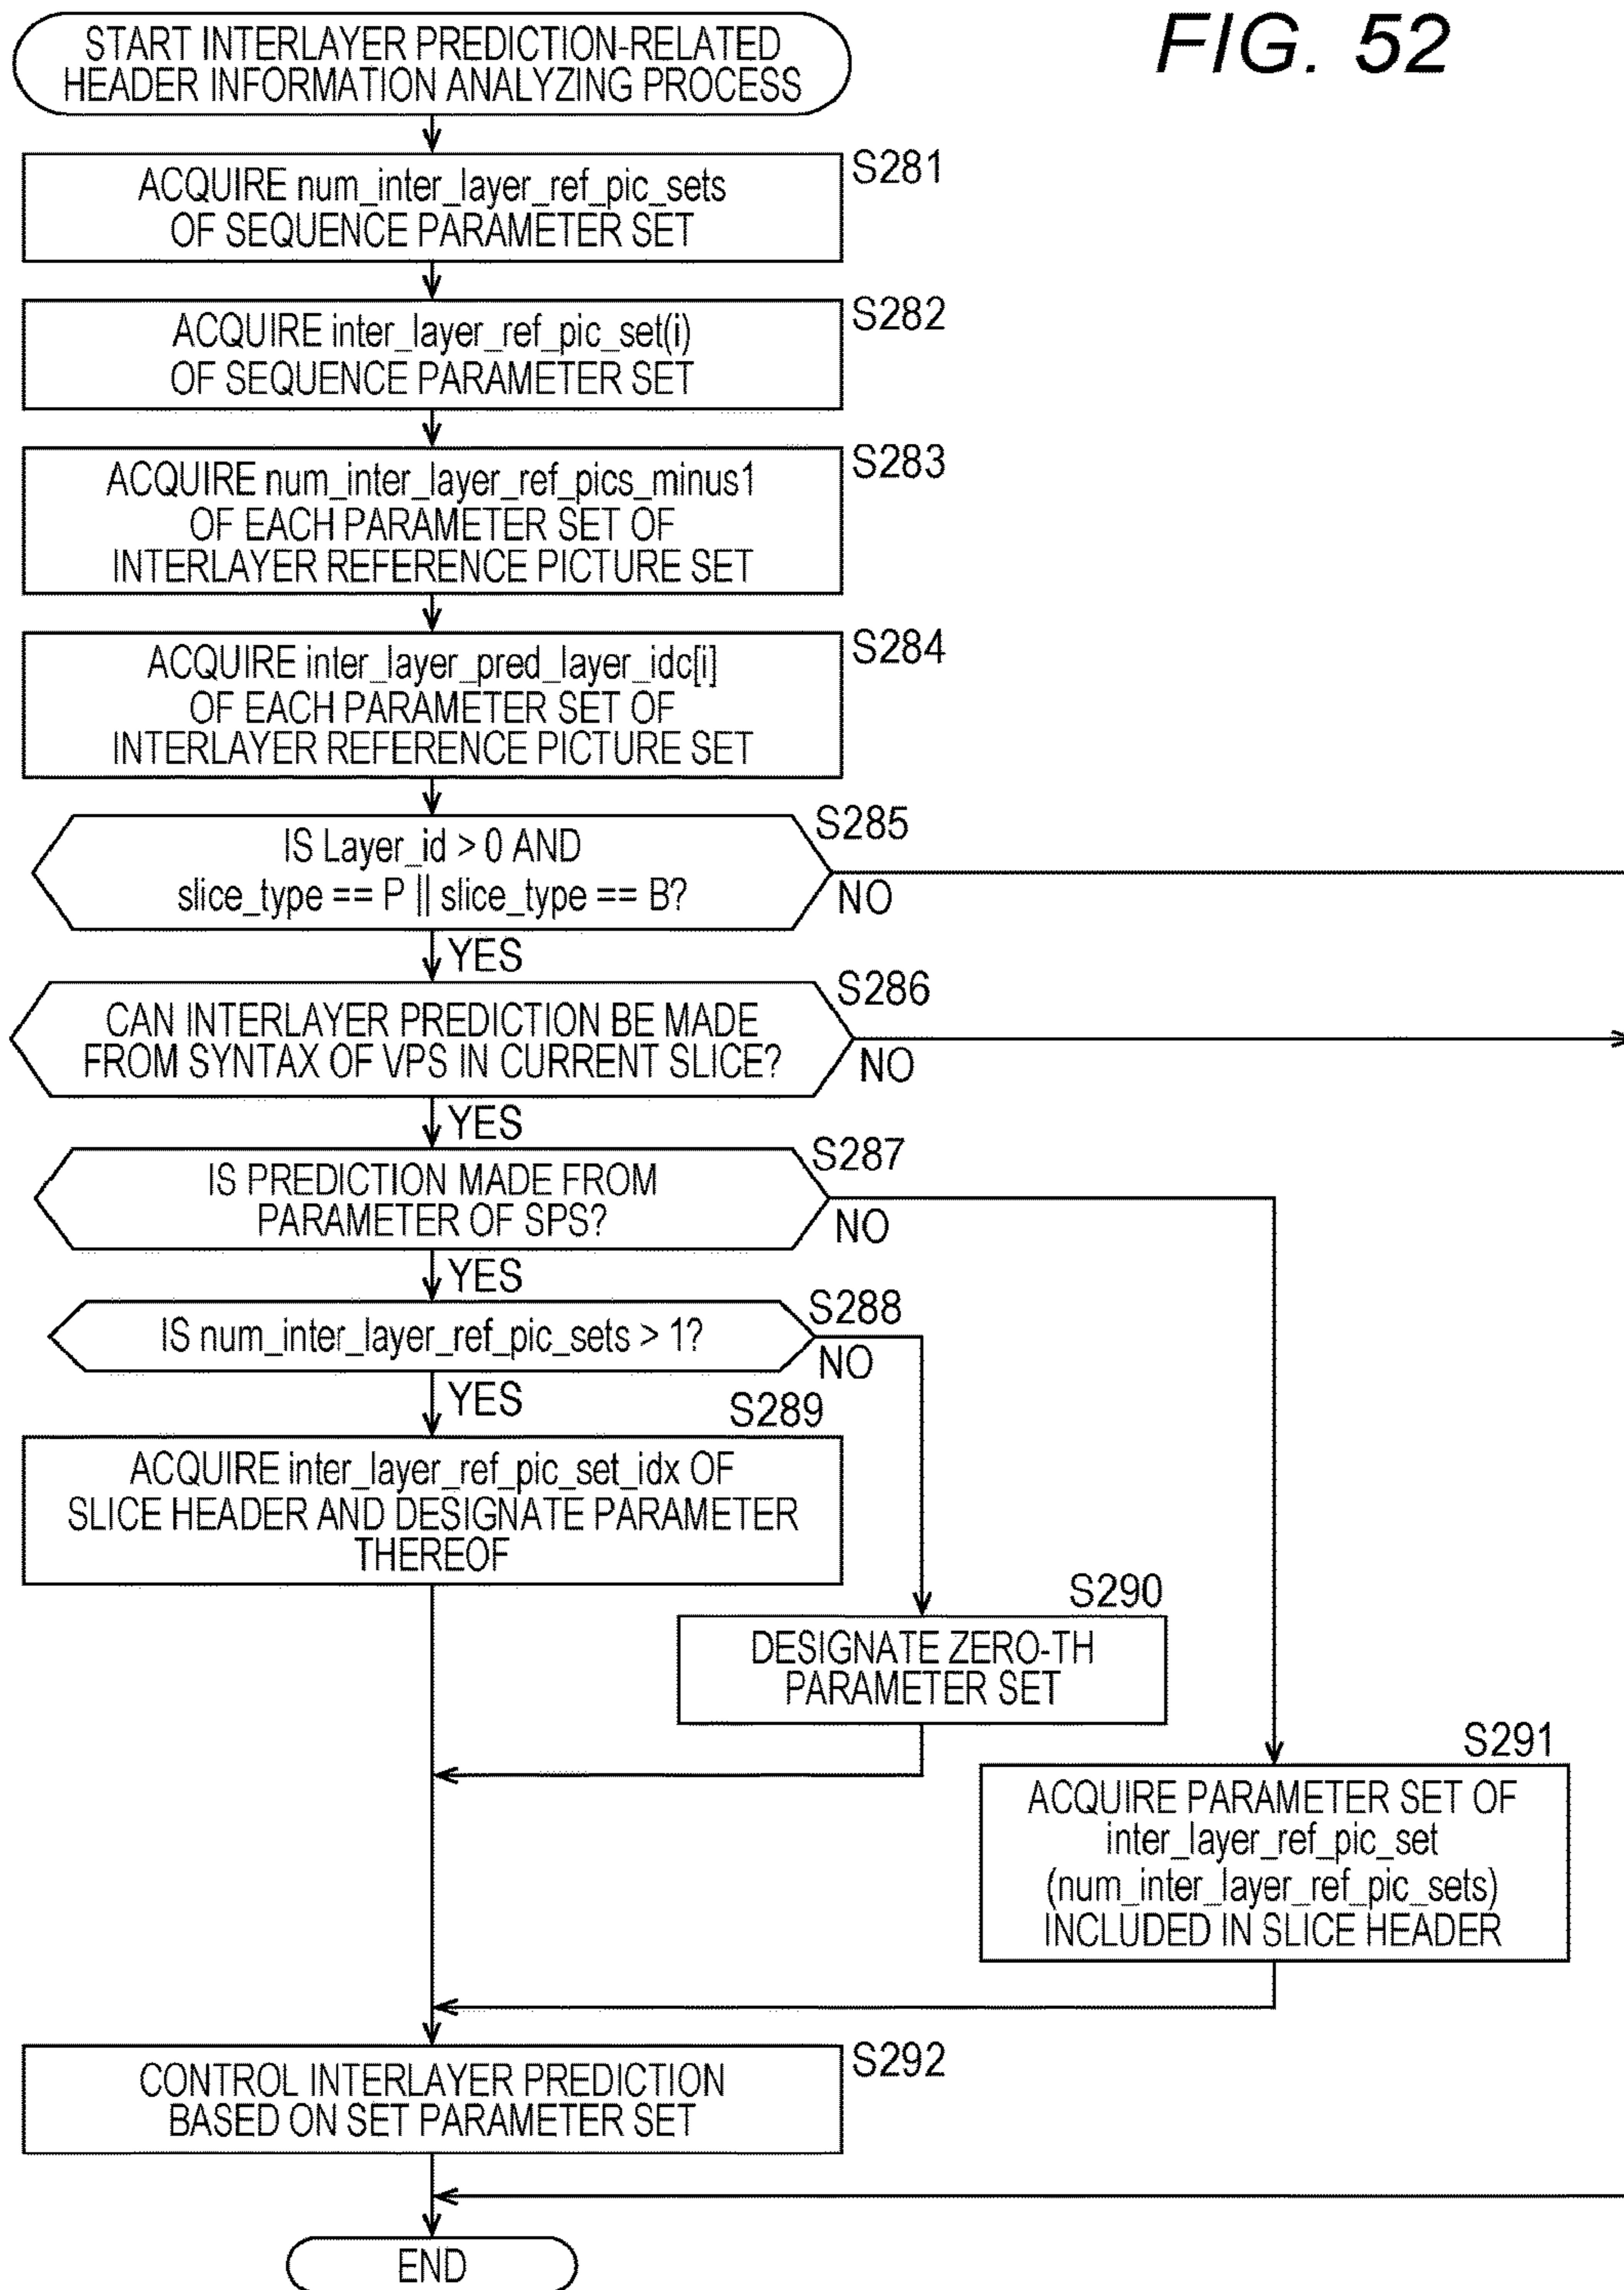 FIG. 52
START INTERLAYER PREDICTION-RELATED
HEADER INFORMATION ANALYZING PROCESS
S281
ACQUIRE num_inter_layer_ref_pic_sets
OF SEQUENCE PARAMETER SET
S282
ACQUIRE inter_layer_ref_pic_set(i)
OF SEQUENCE PARAMETER SET
S283
ACQUIRE num_inter_layer_ref_pics_minus1
OF EACH PARAMETER SET OF
INTERLAYER REFERENCE PICTURE SET
S284
ACQUIRE inter_layer_pred_layer_idc[i]
OF EACH PARAMETER SET OF
INTERLAYER REFERENCE PICTURE SET
S285
IS Layer_id > 0 AND
slice_type == P || slice_type == B?
NO
YES
S286
CAN INTERLAYER PREDICTION BE MADE
FROM SYNTAX OF VPS IN CURRENT SLICE?
NO
YES
S287
IS PREDICTION MADE FROM
PARAMETER OF SPS?
NO
YES
S288
IS num_inter_layer_ref_pic_sets > 1?
NO
YES
S289
ACQUIRE inter_layer_ref_pic_set_idx OF
SLICE HEADER AND DESIGNATE PARAMETER
THEREOF
S290
DESIGNATE ZERO-TH
PARAMETER SET
S291
ACQUIRE PARAMETER SET OF
inter_layer_ref_pic_set
(num_inter_layer_ref_pic_sets)
INCLUDED IN SLICE HEADER
S292
CONTROL INTERLAYER PREDICTION
BASED ON SET PARAMETER SET
END